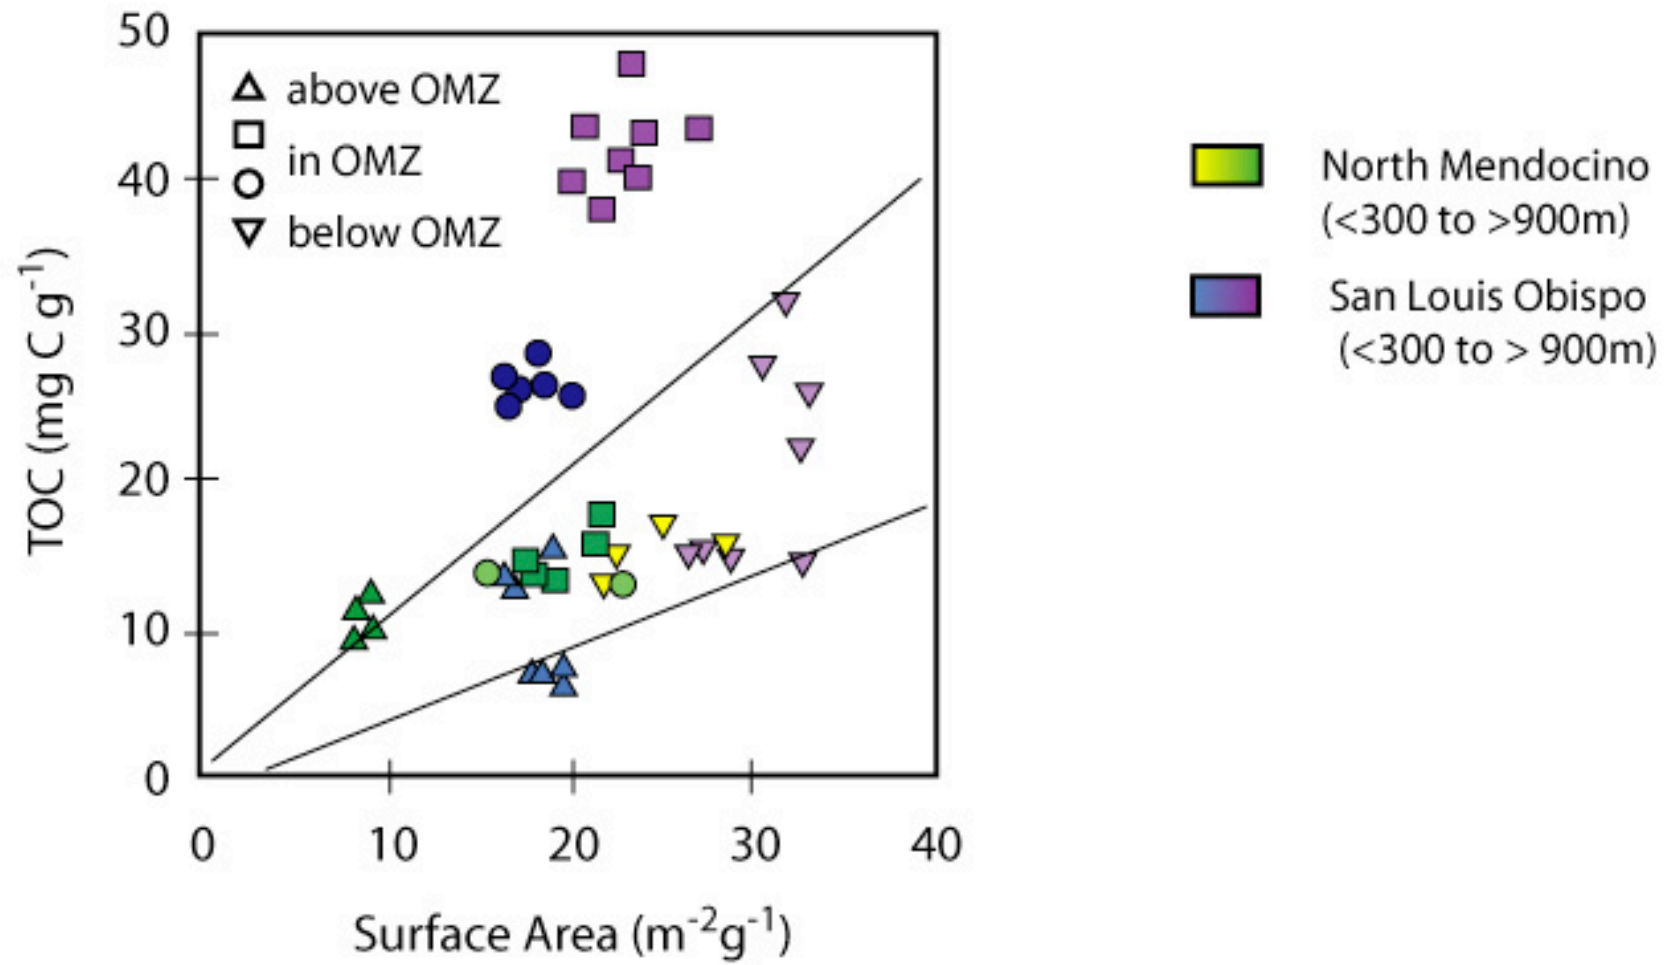 50
40
30
20
10
0
TOC (mg C g-1)
above OMZ
in OMZ
below OMZ
0 10 20 30 40
Surface Area (m-2g-1)
North Mendocino
(<300 to >900m)
San Louis Obispo
(<300 to > 900m)